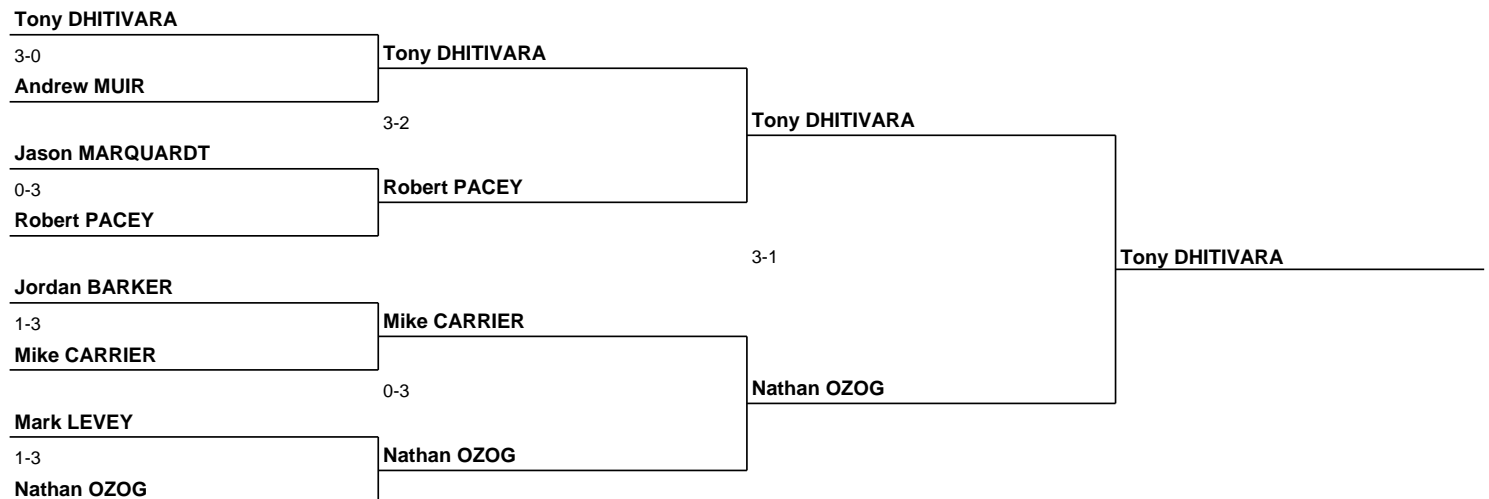 Tony DHITIVARA
3-0
Andrew MUIR
Tony DHITIVARA
3-2
Jason MARQUARDT
0-3
Robert PACEY
Robert PACEY
Tony DHITIVARA
3-1
Tony DHITIVARA
Jordan BARKER
1-3
Mike CARRIER
Mike CARRIER
0-3
Mark LEVEY
1-3
Nathan OZOG
Nathan OZOG
Nathan OZOG